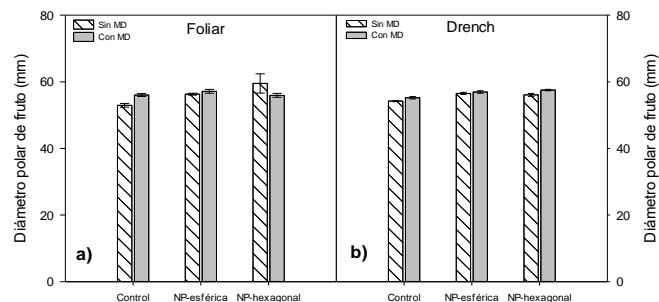 80
60
40
20
0
Diámetro polar de fruto (mm)
Sin MD
Con MD
Foliar
a)
Control
NP-esférica
NP-hexagonal
Sin MD
Con MD
Drench
b)
Control
NP-esférica
NP-hexagonal
80
60
40
20
0
Diámetro polar de fruto (mm)